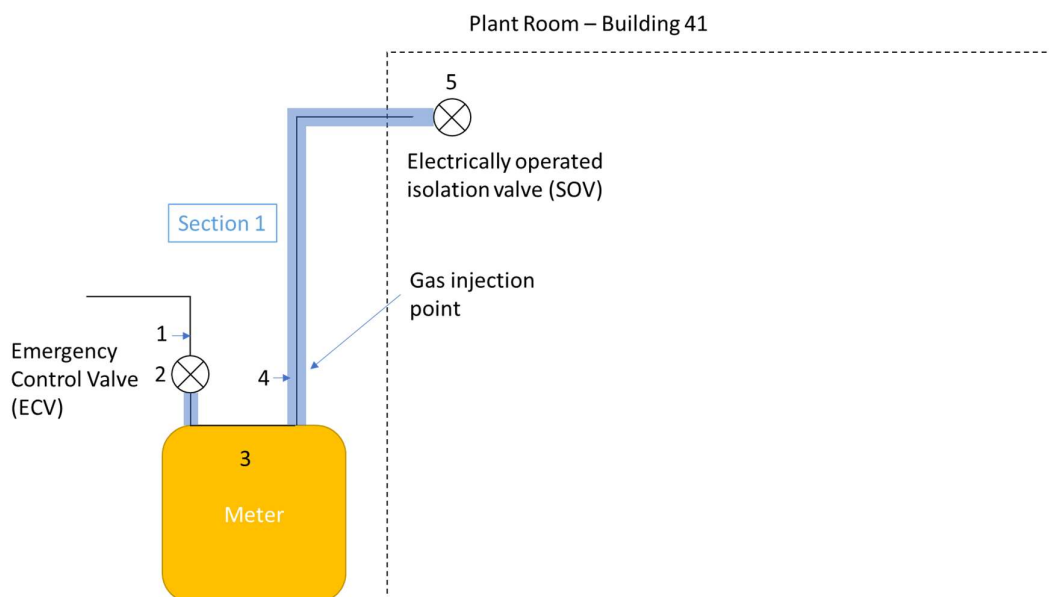 Plant Room – Building 41
5
Electrically operated
isolation valve (SOV)
Section 1
Gas injection
point
1
Emergency
Control Valve
(ECV)
2
4
3
Meter